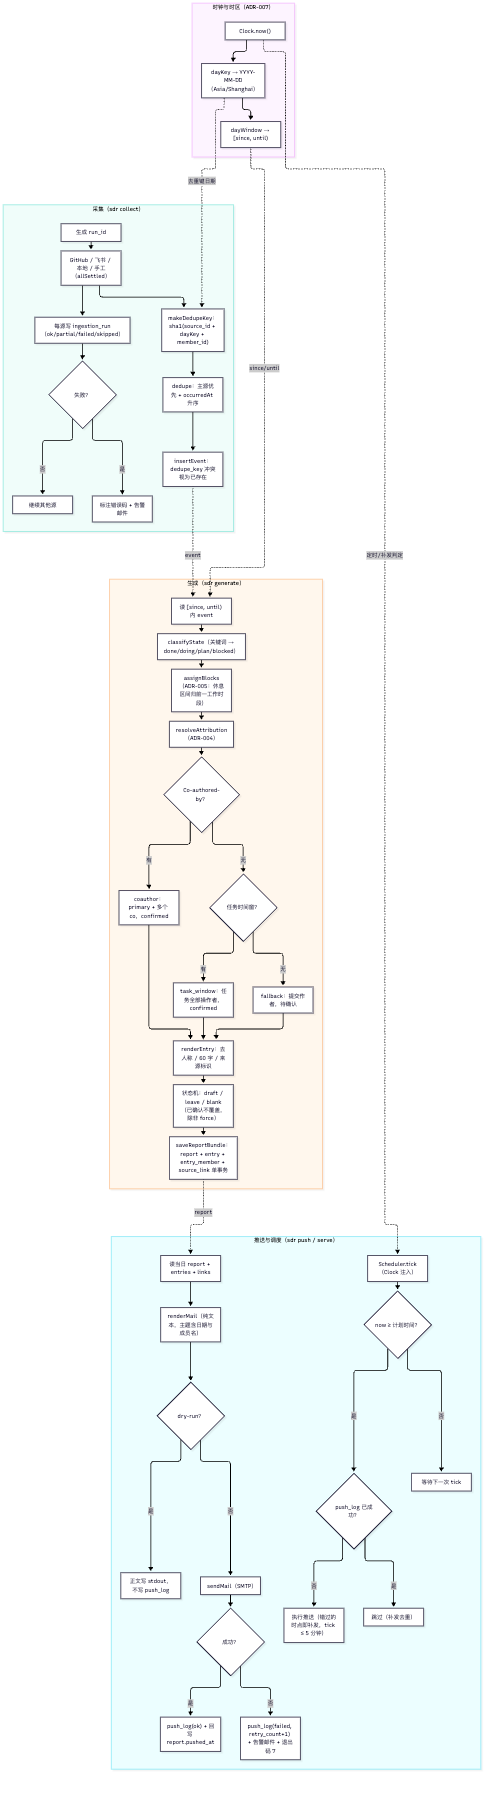 时钟与时区（ADR-007）
Clock.now()
dayKey → YYYY-
MM-DD
（Asia/Shanghai）
dayWindow →
[since, until)
去重键日期
采集（sdr collect）
生成 run_id
GitHub / 飞书 /
本地 / 手工
（allSettled）
每源写 ingestion_run
（ok/partial/failed/skipped）
makeDedupeKey：
sha1(source_id +
dayKey +
member_id)
失败？
dedupe：主源优
先 + occurredAt
升序
since/until
否
是
insertEvent：
dedupe_key 冲突
视为已存在
继续其他源
标注错误码 + 告警
邮件
event
定时/补发判定
生成（sdr generate）
读 [since, until)
内 event
classifyState（关键词 →
done/doing/plan/blocked）
assignBlocks
（ADR-005：休息
区间归前一工作时
段）
resolveAttribution
（ADR-004）
Co-authored-
by？
有
无
coauthor：
primary + 多个
co，confirmed
任务时间窗？
有
无
task_window：任
务全部操作者，
confirmed
fallback：提交作
者，待确认
renderEntry：去
人称 / 60 字 / 来
源标识
状态机：draft /
leave / blank
（已确认不覆盖，
除非 force）
saveReportBundle：
report + entry +
entry_member +
source_link 单事务
report
推送与调度（sdr push / serve）
读当日 report +
entries + links
Scheduler.tick
（Clock 注入）
renderMail（纯文
本，主题含日期与
成员名）
now ≥ 计划时间？
dry-run？
是
否
等待下一次 tick
是
否
push_log 已成
功？
正文写 stdout，
不写 push_log
sendMail（SMTP）
否
是
执行推送（错过的
时点即补发，tick
≤ 5 分钟）
跳过（补发去重）
成功？
是
否
push_log(ok) + 回
写
report.pushed_at
push_log(failed,
retry_count+1)
+ 告警邮件 + 退出
码 7